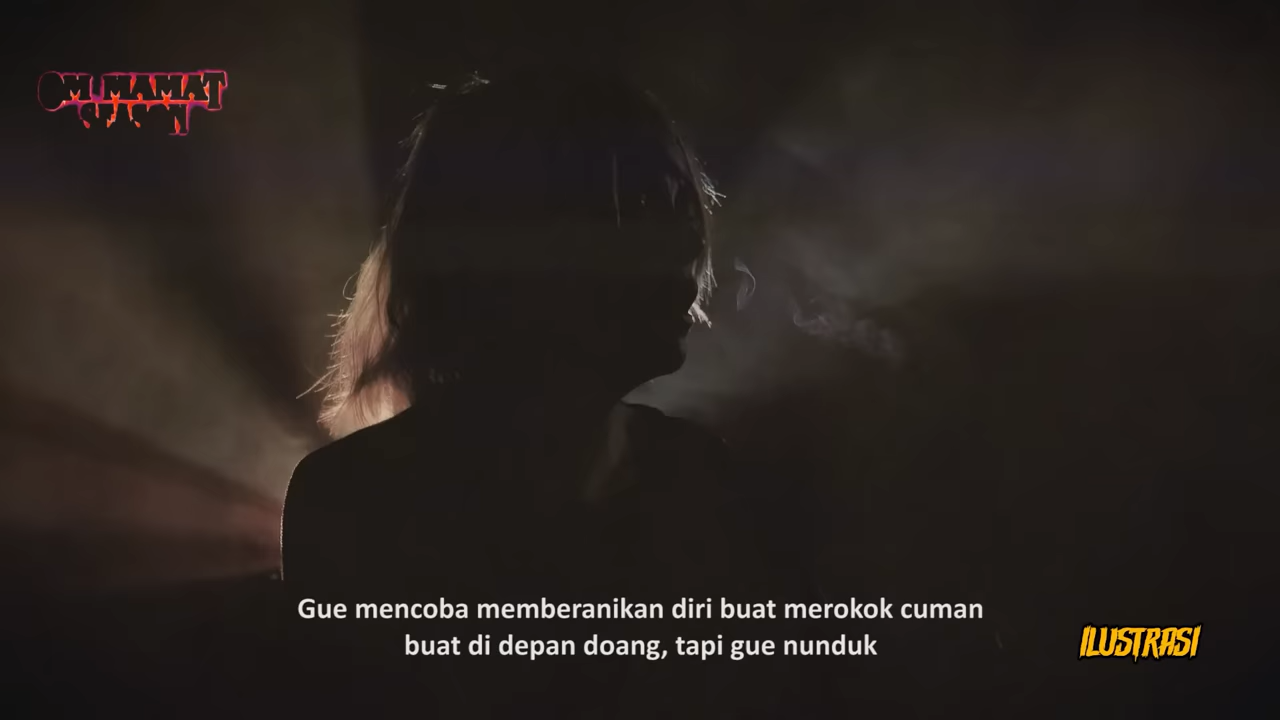 OM MAMAT
Gue mencoba memberanikan diri buat merokok cuman
buat di depan doang, tapi gue nunduk
ILUSTRASI